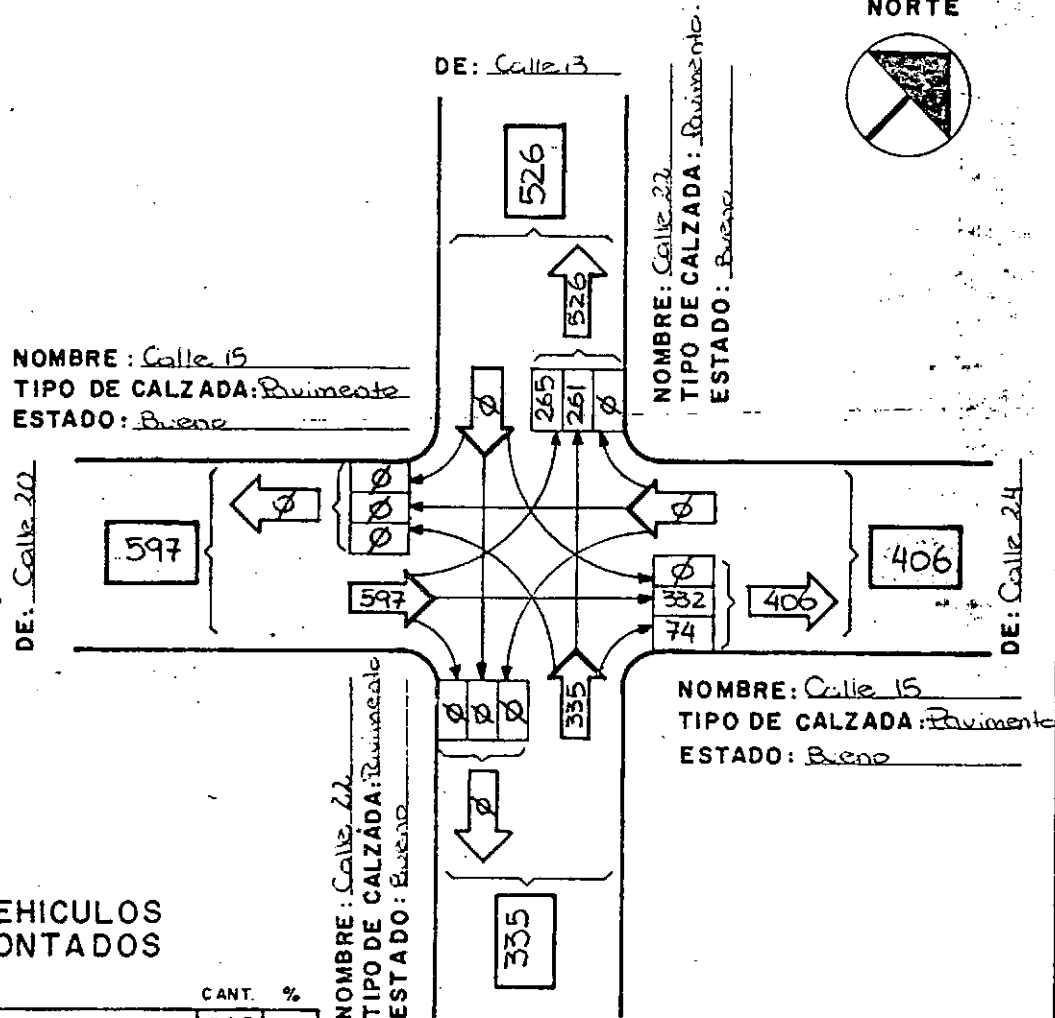 NORTE
DE: Calle 13
526
526
NOMBRE: Calle 22
TIPO DE CALZADA: Pavimento.
ESTADO: Bueno
265
261
Ø
Ø
NOMBRE: Calle 15
TIPO DE CALZADA: Pavimento
ESTADO: Bueno
DE: Calle 20
597
Ø
Ø
Ø
Ø
Ø
597
Ø
332
74
406
406
DE: Calle 24
Ø
Ø
Ø
335
NOMBRE: Calle 15
TIPO DE CALZADA: Pavimento
ESTADO: Bueno
Ø
NOMBRE: Calle 22
TIPO DE CALZADA: Pavimento
ESTADO: Bueno
335
EHICULOS
ONTADOS
CANT. %